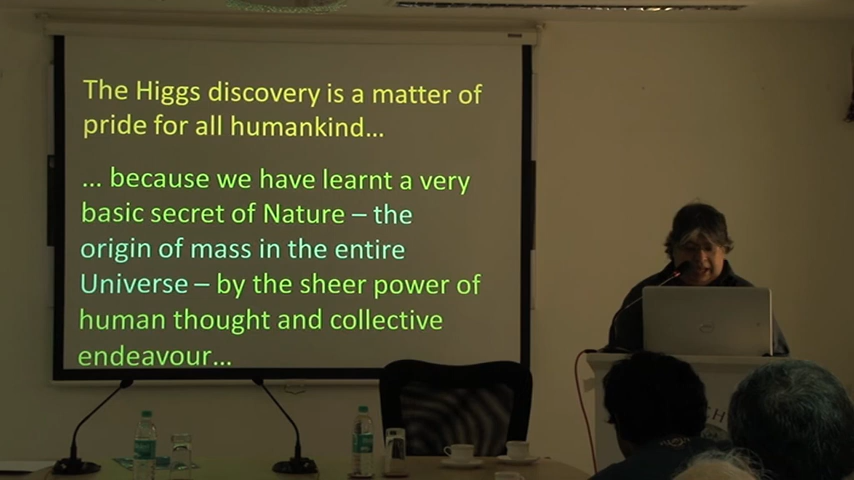 The Higgs discovery is a matter of
pride for all humankind…
... because we have learnt a very
basic secret of Nature – the
origin of mass in the entire
Universe – by the sheer power of
human thought and collective
endeavour…